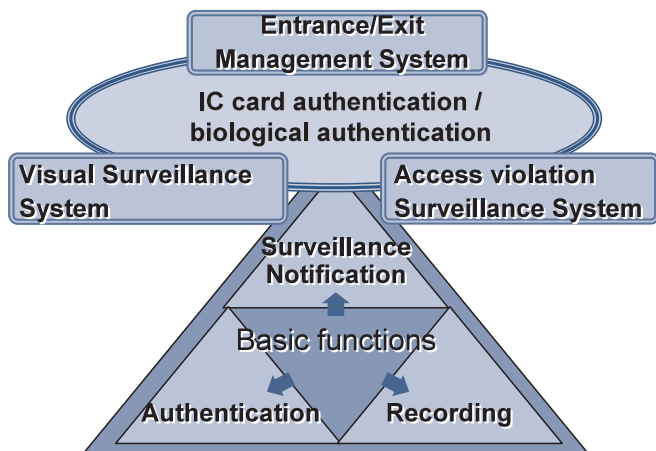 Entrance/Exit
Management System
IC card authentication /
biological authentication
Visual Surveillance
System
Access violation
Surveillance System
Surveillance
Notification
Basic functions
Authentication
Recording